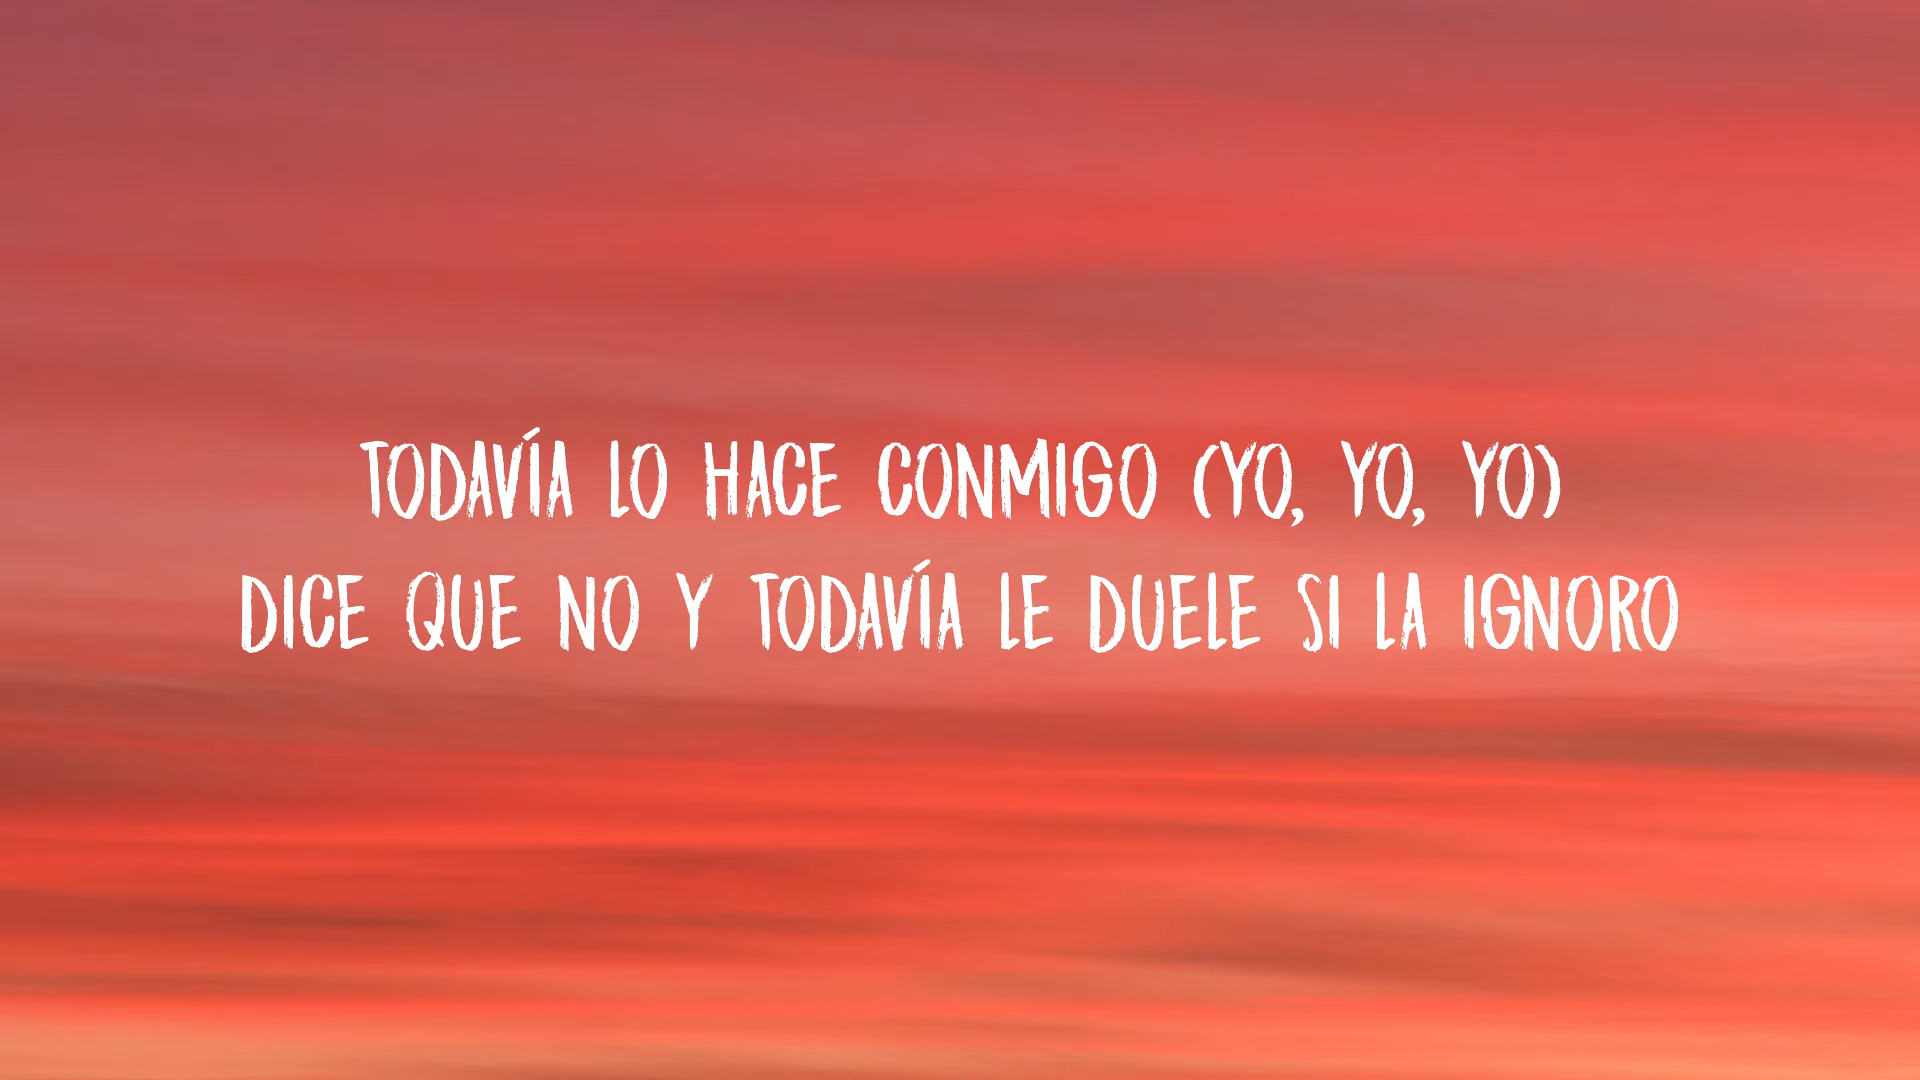 TODAVÍA LO HACE CONMIGO (YO, YO, YO)
DICE QUE NO Y TODAVÍA LE DUELE SI LA IGNORO